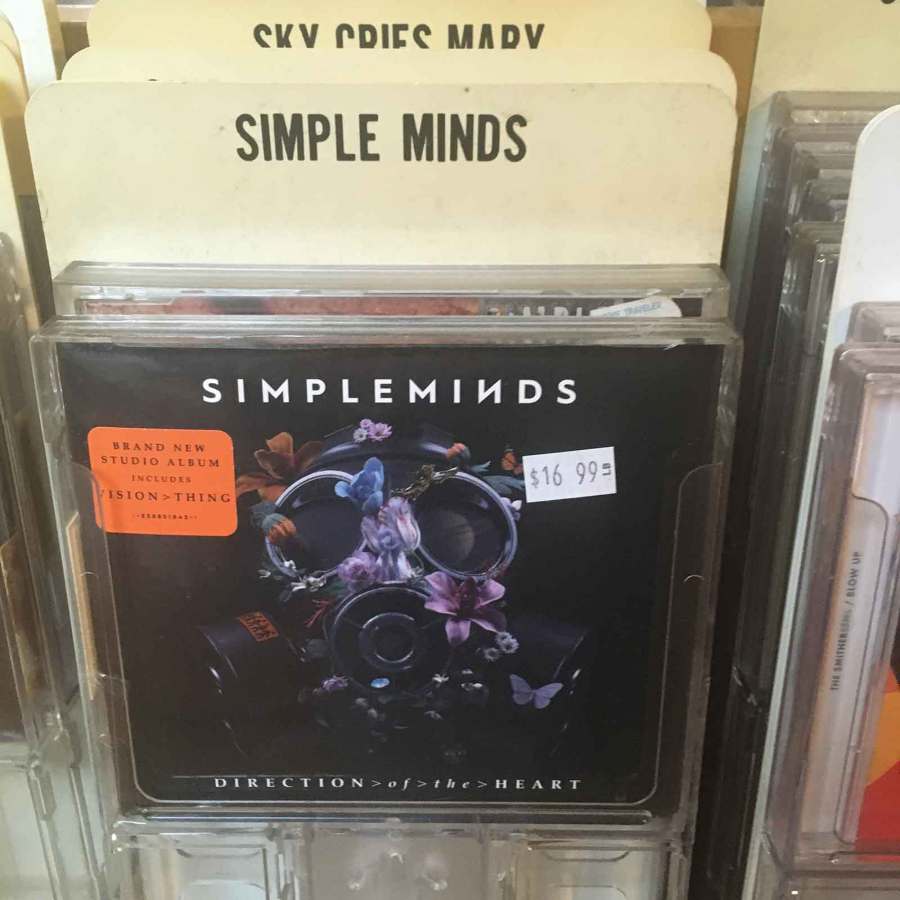 SKY CRIES MARY
SIMPLE MINDS
TRAVELER
SIMPLEMINDS
BRAND NEW
STUDIO ALBUM
INCLUDES
VISION>THING
$16 99
DIRECTION>of>the>HEART
THE SMITHEREENS / BLOW UP